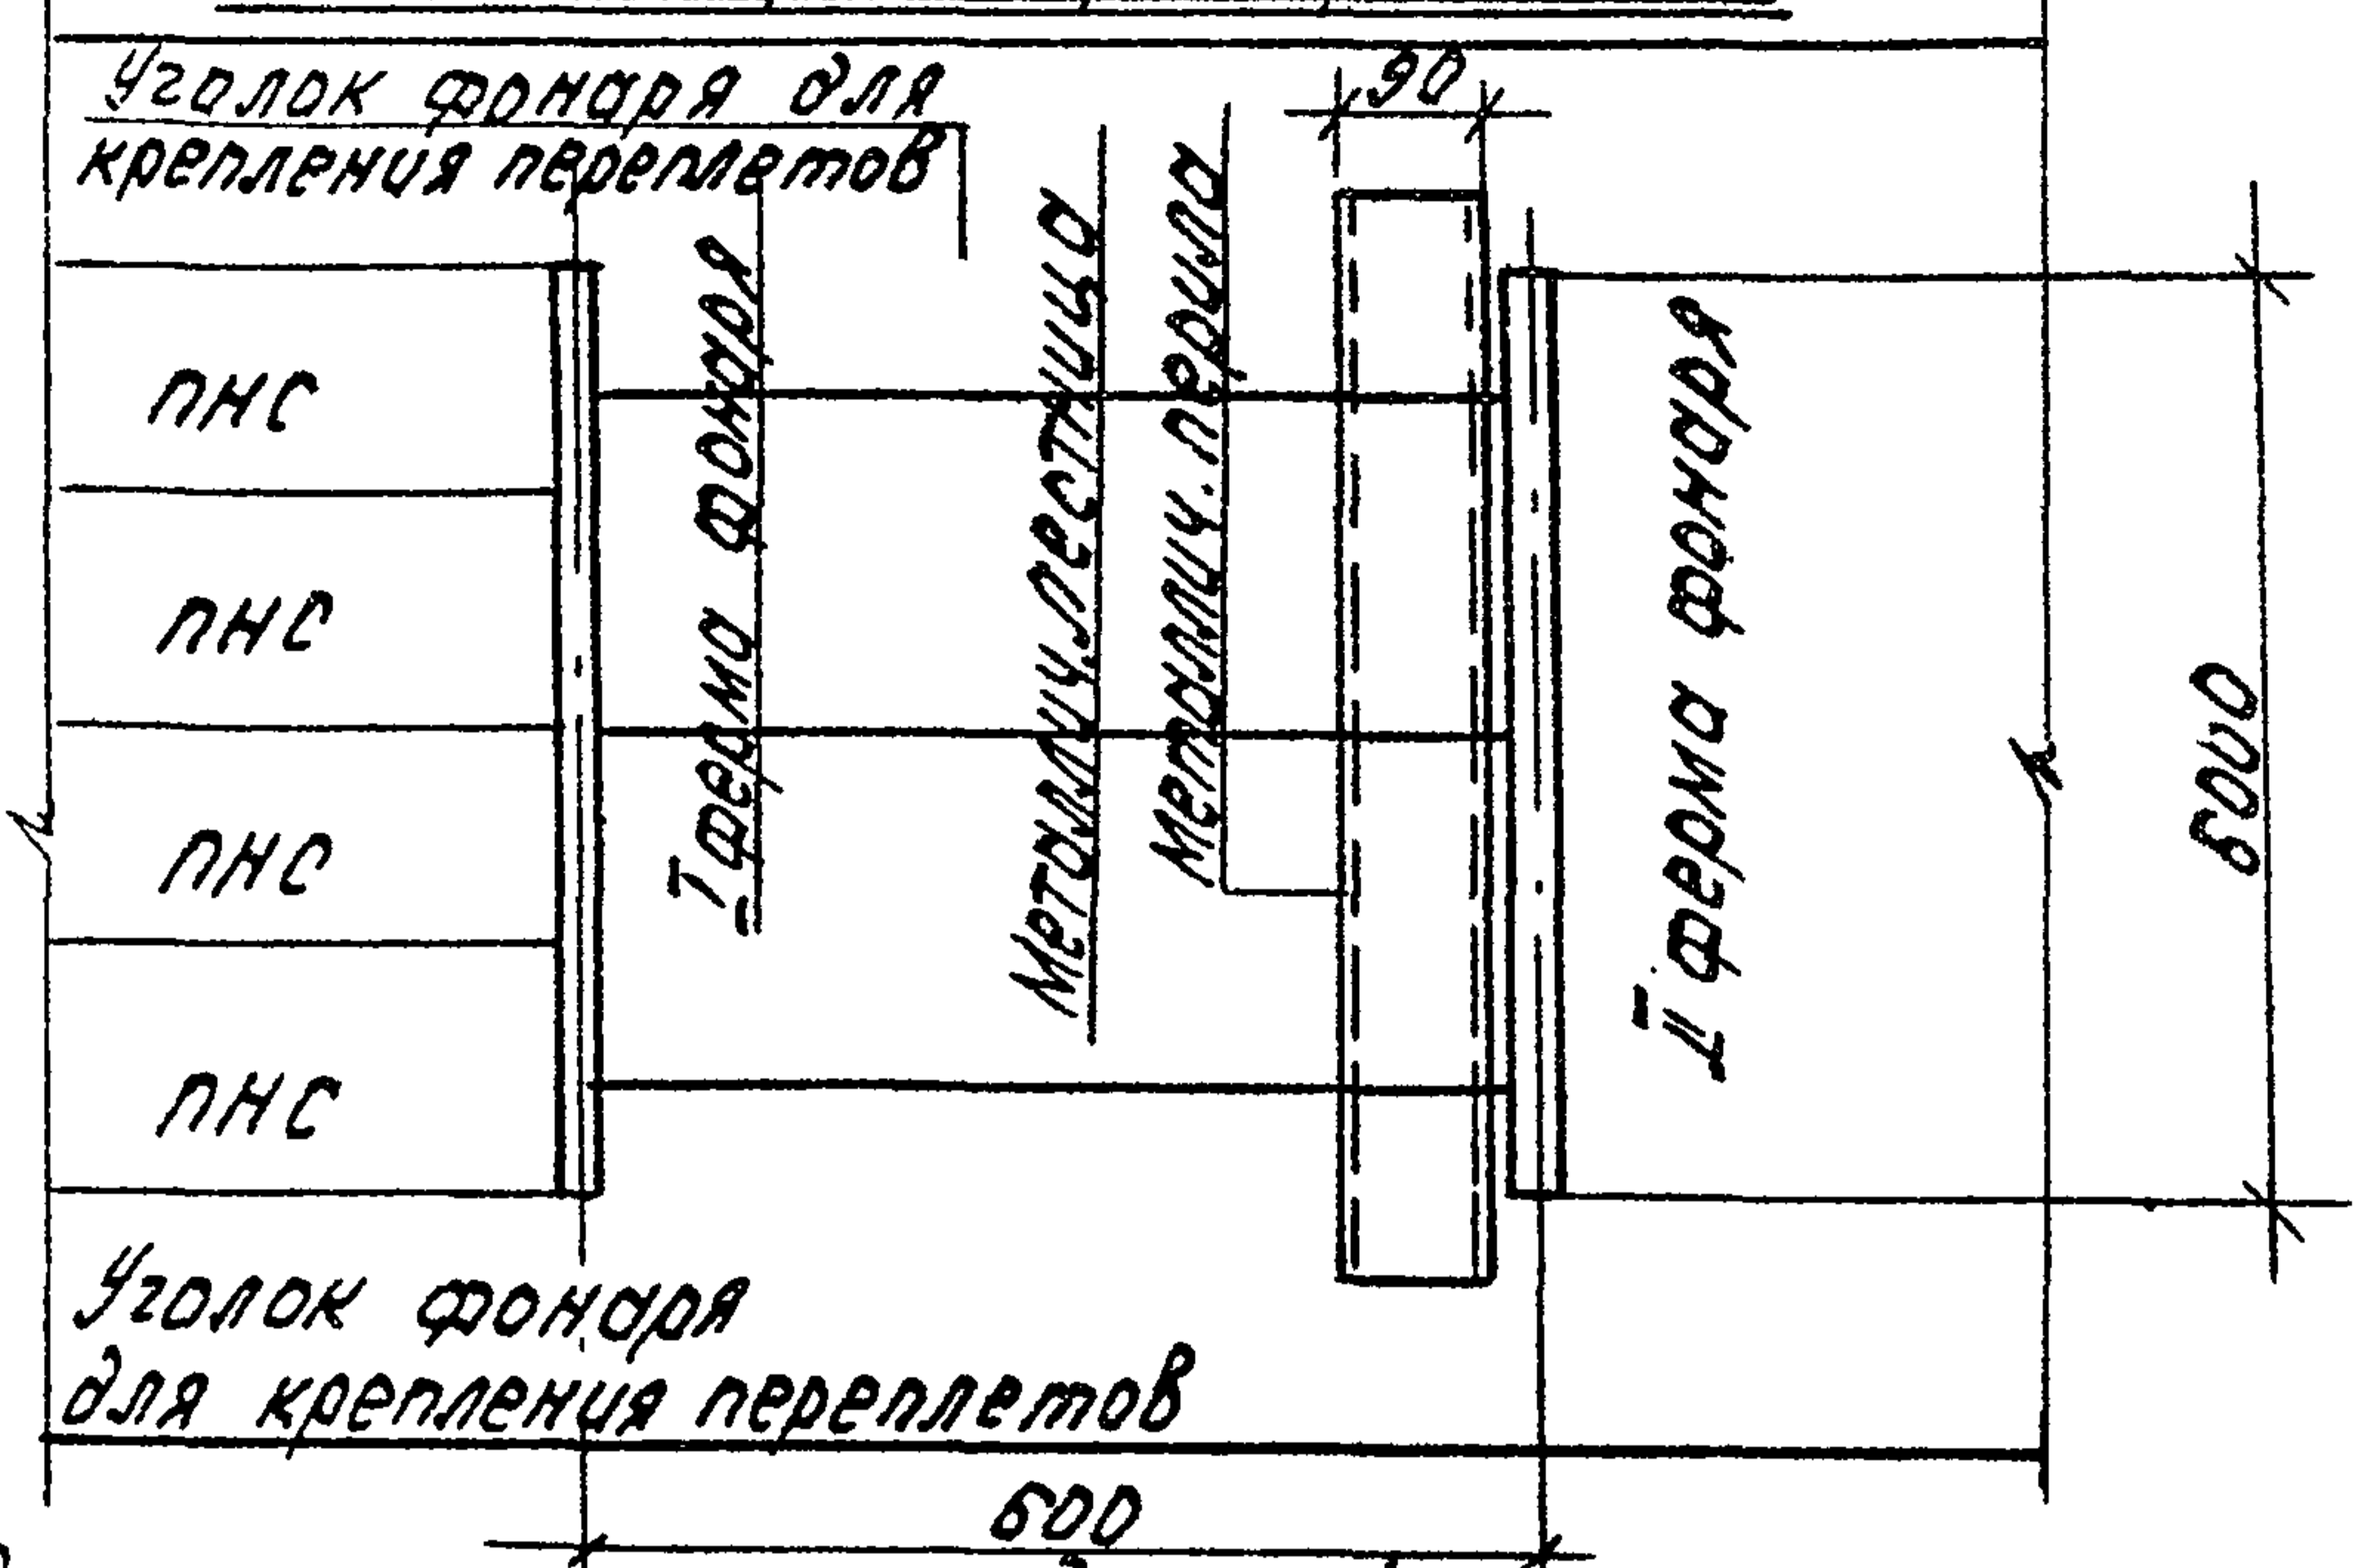 Уголок фонаря для
крепления переплетов
90
ПНС
ПНС
ПНС
ПНС
I ферма фонаря
Металлич. лестница
Металлич. перила
II ферма фонаря
6000
Уголок фонаря
для крепления переплетов
600